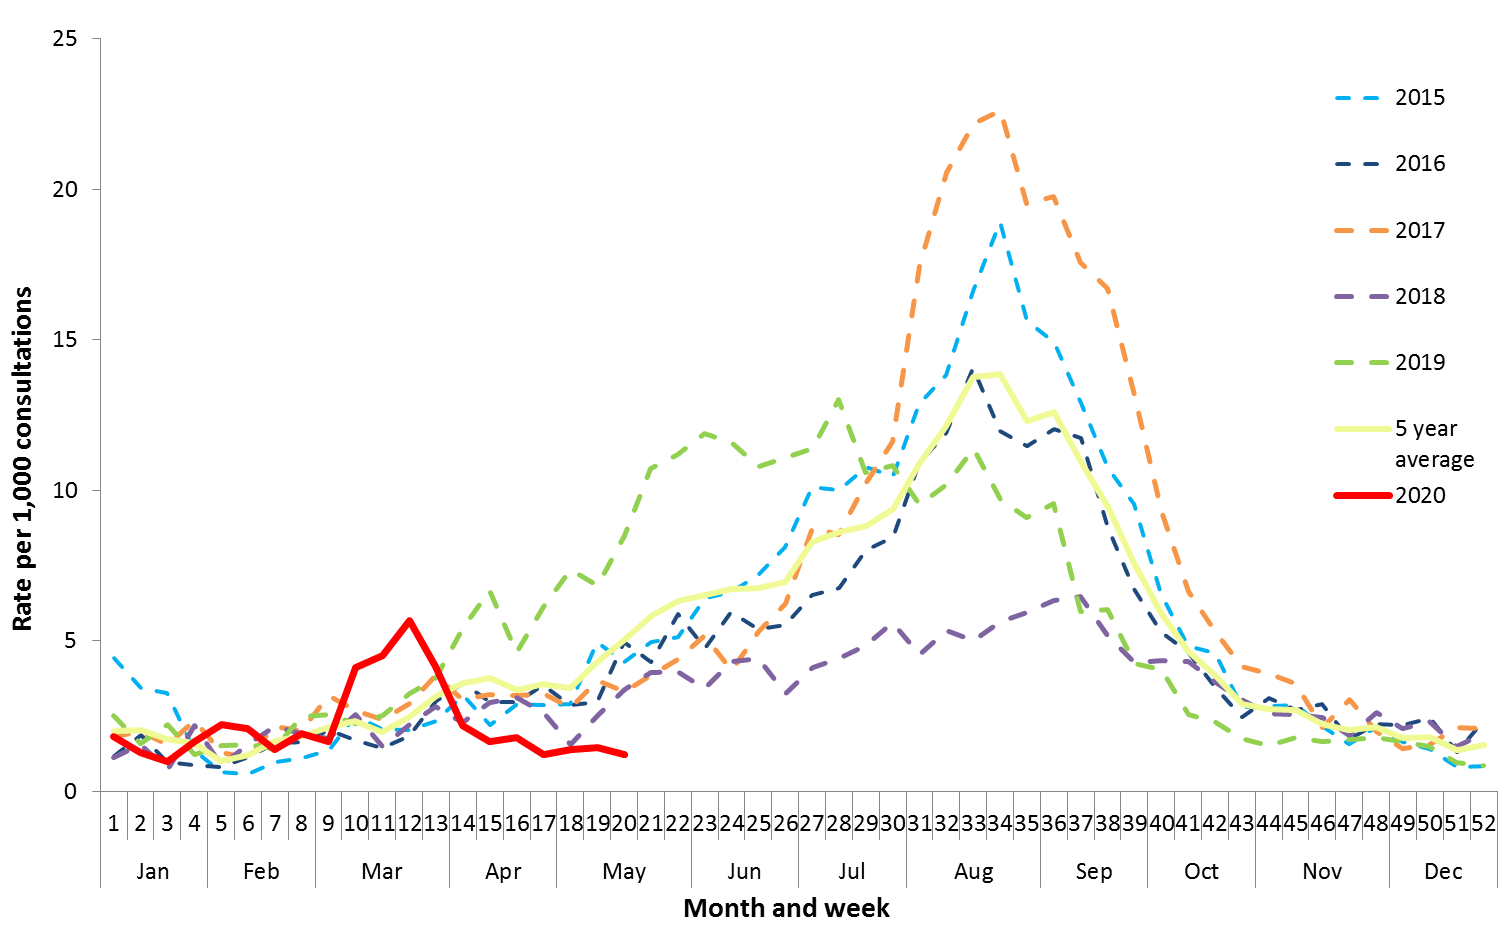 25
20
15
10
5
0
Rate per 1,000 consultations
2015
2016
2017
2018
2019
5 year
average
2020
1 2 3 4 5 6 7 8 9 10 11 12 13 14 15 16 17 18 19 20 21 22 23 24 25 26 27 28 29 30 31 32 33 34 35 36 37 38 39 40 41 42 43 44 45 46 47 48 49 50 51 52
Jan Feb Mar Apr May Jun Jul Aug Sep Oct Nov Dec
Month and week